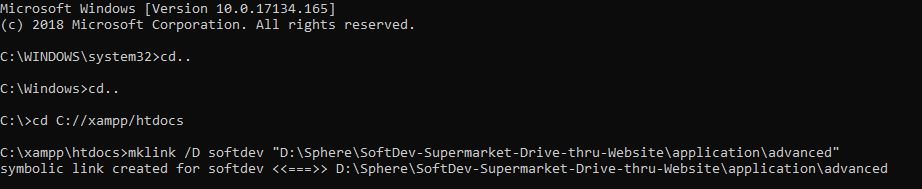 Microsoft Windows [Version 10.0.17134.165]
(c) 2018 Microsoft Corporation. All rights reserved.
C:\WINDOWS\system32>cd..
C:\Windows>cd..
C:\>cd C://xampp/htdocs
C:\xampp\htdocs>mklink /D softdev "D:\Sphere\SoftDev-Supermarket-Drive-thru-Website\application\advanced"
symbolic link created for softdev <<===>> D:\Sphere\SoftDev-Supermarket-Drive-thru-Website\application\advanced